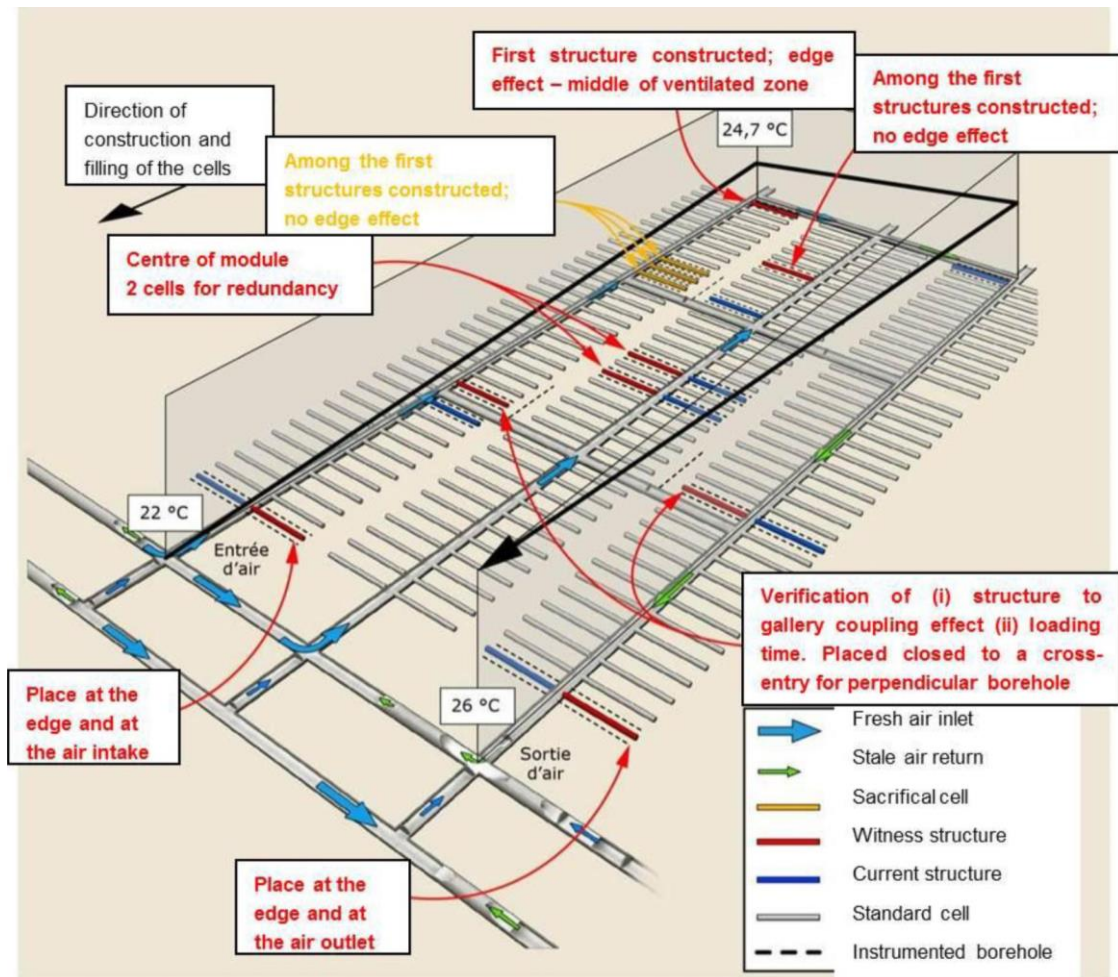 First structure constructed; edge
effect – middle of ventilated zone
Among the first
structures constructed;
no edge effect
Direction of
construction and
filling of the cells
24,7 °C
Among the first
structures constructed;
no edge effect
Centre of module
2 cells for redundancy
22 °C
Entrée
d'air
Verification of (i) structure to
gallery coupling effect (ii) loading
time. Placed closed to a cross-
entry for perpendicular borehole
Place at the
edge and at
the air intake
26 °C
Sortie
d'air
Place at the
edge and at
the air outlet
Fresh air inlet
Stale air return
Sacrifical cell
Witness structure
Current structure
Standard cell
Instrumented borehole